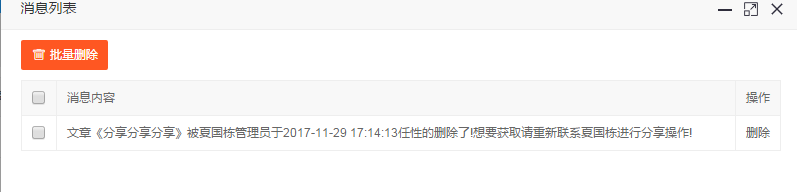 消息列表
批量删除
消息内容 操作
文章《分享分享分享》被夏国栋管理员于2017-11-29 17:14:13任性的删除了!想要获取请重新联系夏国栋进行分享操作! 删除